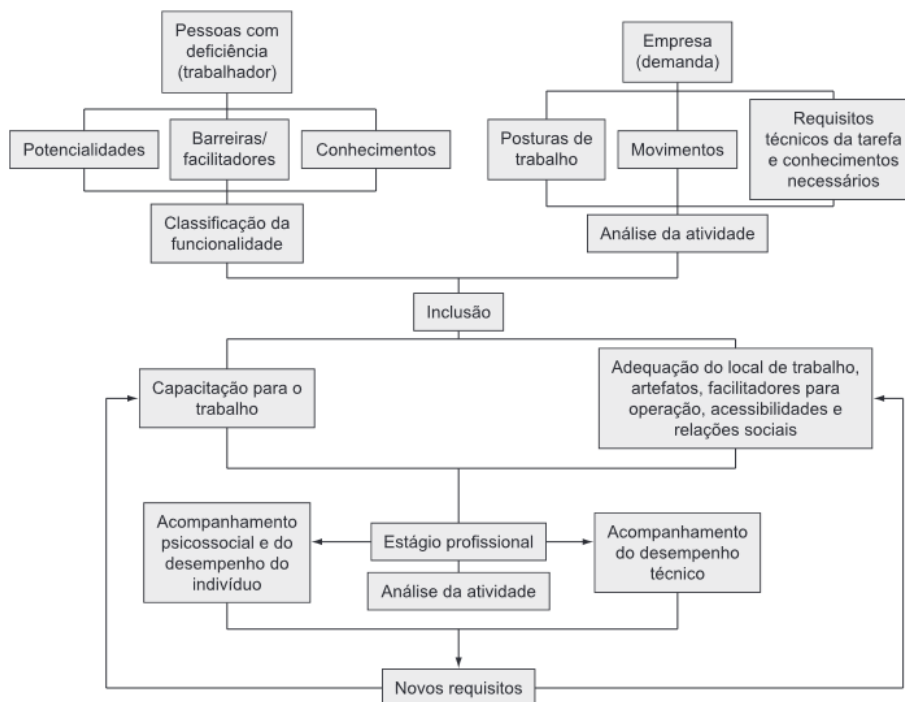 Pessoas com
deficiência
(trabalhador)
Empresa
(demanda)
Potencialidades
Barreiras/
facilitadores
Conhecimentos
Posturas de
trabalho
Movimentos
Requisitos
técnicos da tarefa
e conhecimentos
necessários
Classificação da
funcionalidade
Análise da atividade
Inclusão
Capacitação para o
trabalho
Adequação do local de trabalho,
artefatos, facilitadores para
operação, acessibilidades e
relações sociais
Acompanhamento
psicossocial e do
desempenho do
indivíduo
Estágio profissional
Análise da atividade
Acompanhamento
do desempenho
técnico
Novos requisitos